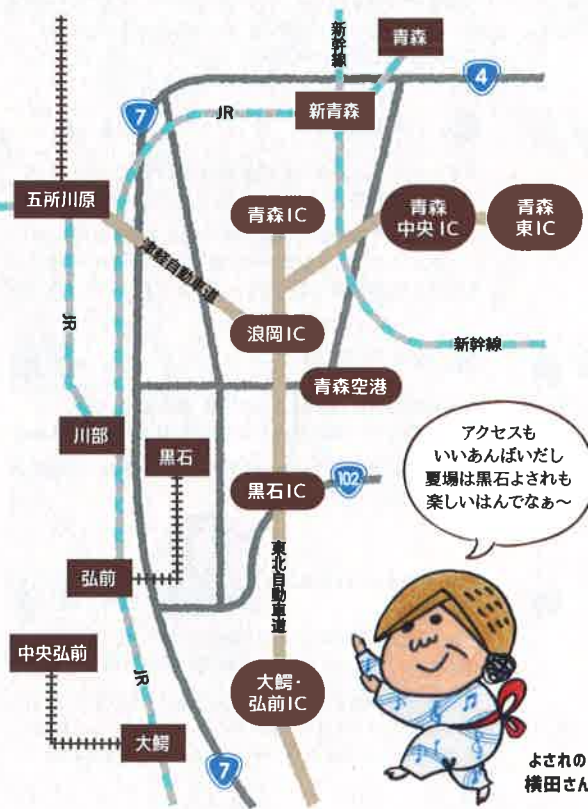 新幹線
青森
7
4
JR
新青森
五所川原
青森IC
青森
中央IC
青森
東IC
津軽自動車道
JR
浪岡IC
新幹線
青森空港
川部
黒石
アクセスも
いいあんばいだし
夏場は黒石よされも
楽しいはんでなぁ〜
黒石IC
102
東北自動車道
弘前
中央弘前
JR
大鰐・
弘前IC
大鰐
7
よされの
横田さん